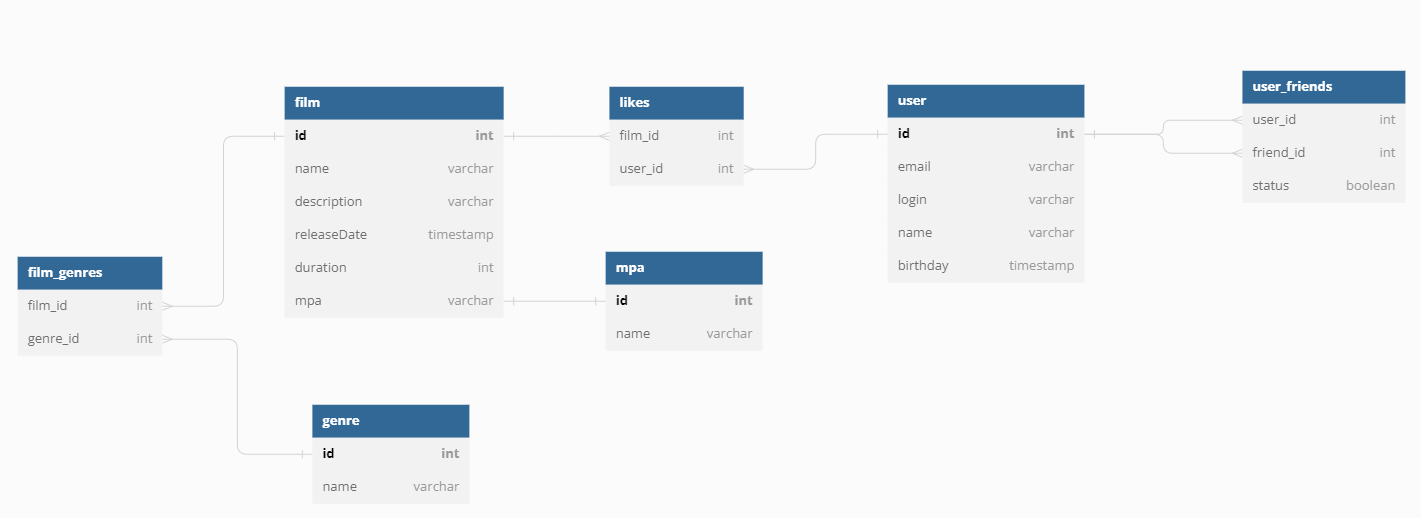 film
id int
name varchar
description varchar
releaseDate timestamp
duration int
mpa varchar
likes
film_id int
user_id int
user
id int
email varchar
login varchar
name varchar
birthday timestamp
user_friends
user_id int
friend_id int
status boolean
film_genres
film_id int
genre_id int
mpa
id int
name varchar
genre
id int
name varchar